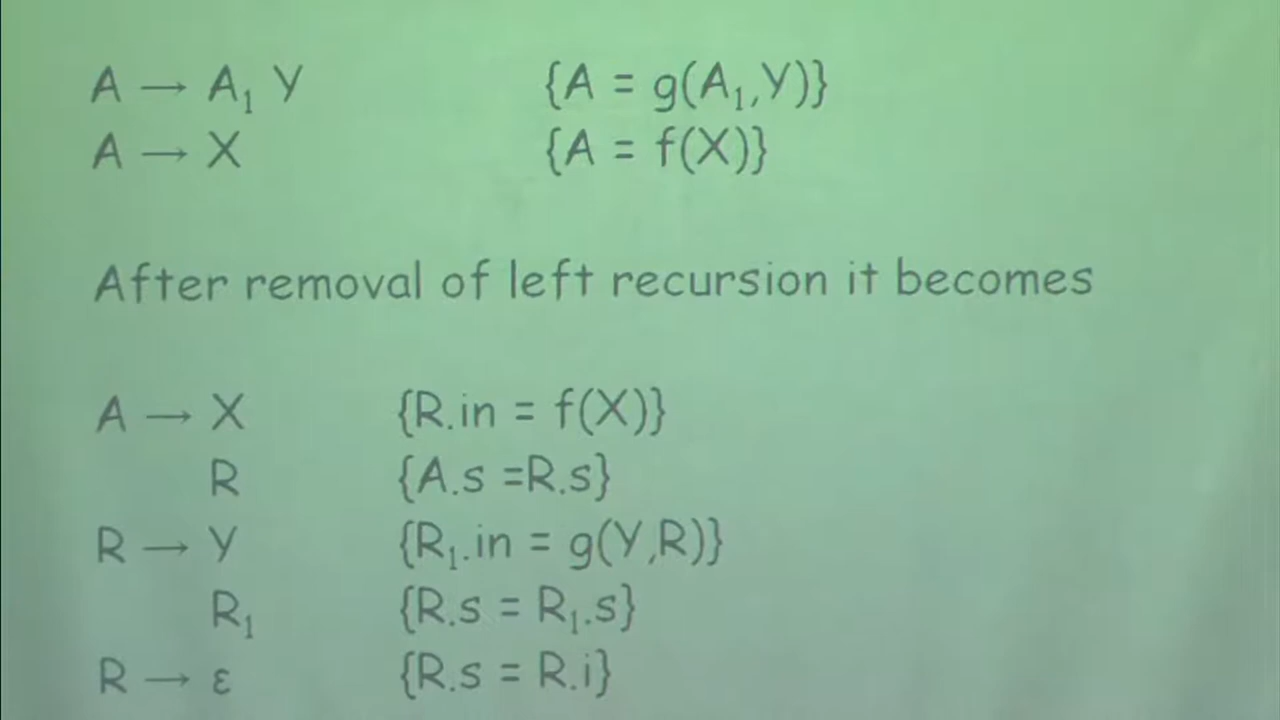 A → A₁ Y {A = g(A₁,Y)}
A → X {A = f(X)}
After removal of left recursion it becomes
A → X {R.in = f(X)}
R {A.s =R.s}
R → Y {R₁.in = g(Y,R)}
R₁ {R.s = R₁.s}
R → ε {R.s = R.i}